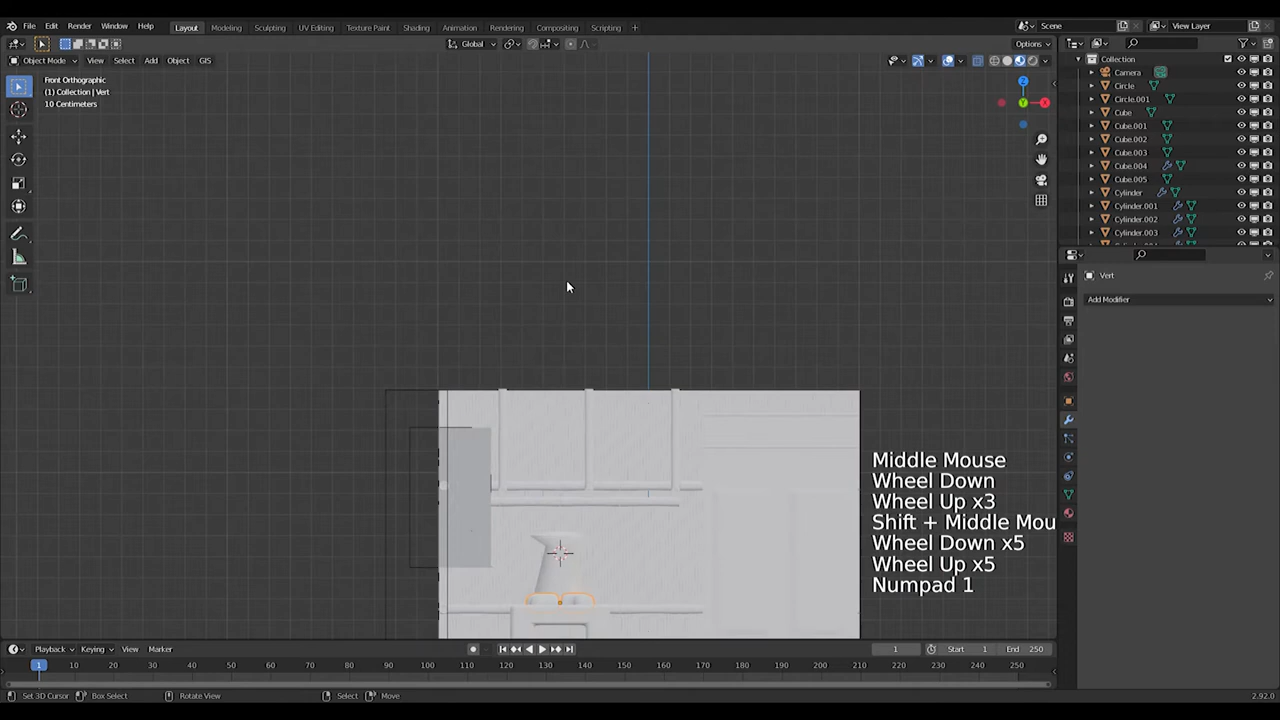 File Edit Render Window Help
Layout Modeling Sculpting UV Editing Texture Paint Shading Animation Rendering Compositing Scripting +
Scene
View Layer
Global
Options
Object Mode View Select Add Object GIS
Front Orthographic
(1) Collection | Vert
10 Centimeters
Z
Y
X
Collection
Camera
Circle
Circle.001
Cube
Cube.001
Cube.002
Cube.003
Cube.004
Cube.005
Cylinder
Cylinder.001
Cylinder.002
Cylinder.003
Vert
Add Modifier
Middle Mouse
Wheel Down
Wheel Up x3
Shift + Middle Mou
Wheel Down x5
Wheel Up x5
Numpad 1
Playback Keying View Marker
1 Start 1 End 250
1 10 20 30 40 50 60 70 80 90 100 110 120 130 140 150 160 170 180 190 200 210 220 230 240 250
Set 3D Cursor Box Select Rotate View Select Move
2.92.0